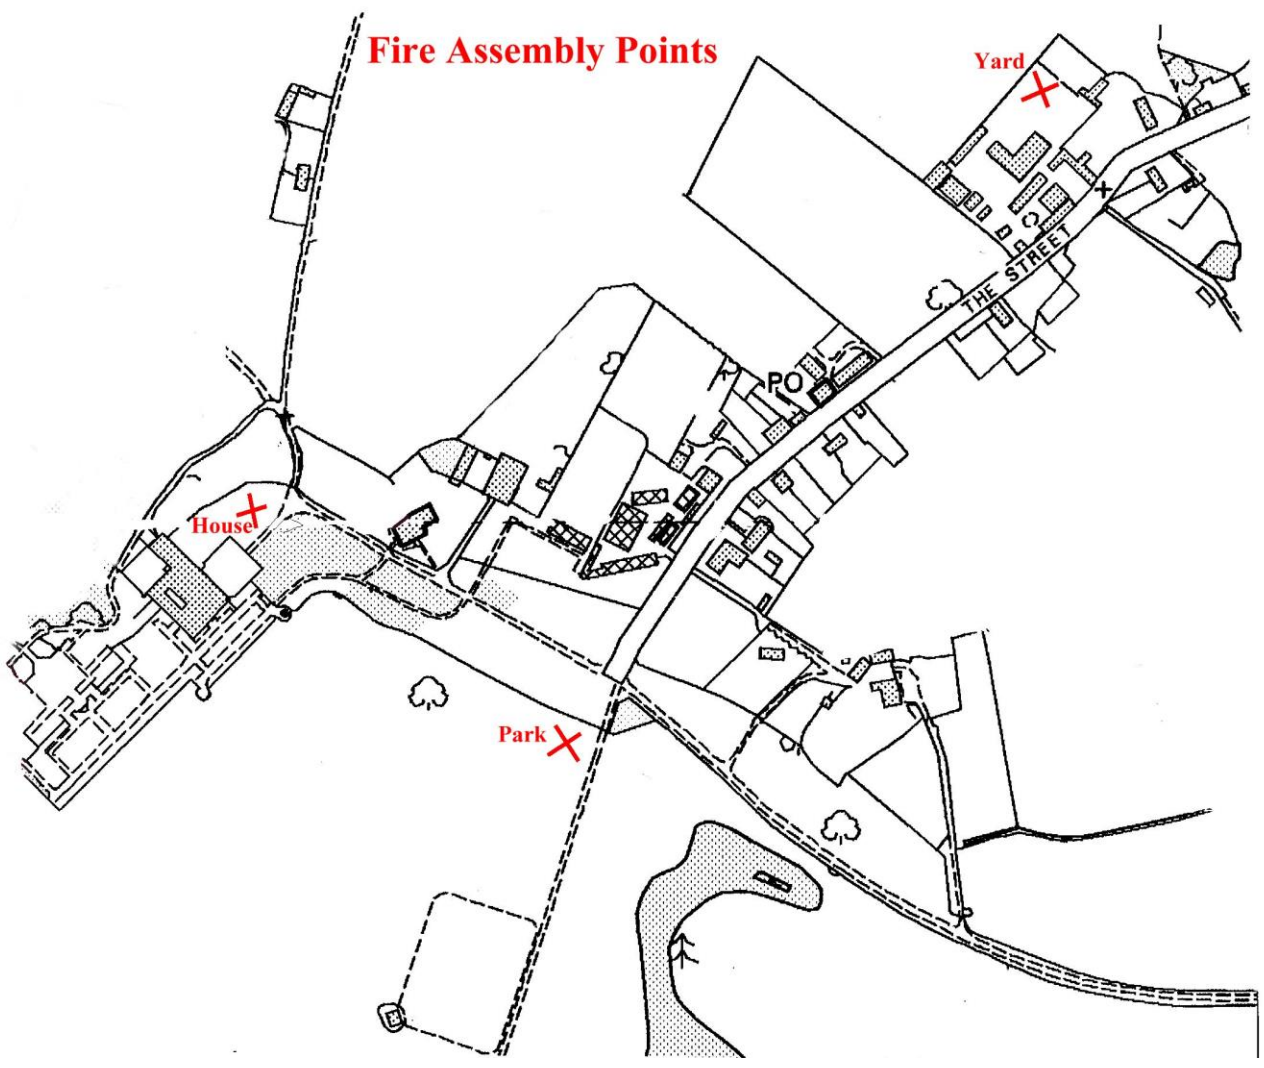 Fire Assembly Points
Yard
THE STREET
PO
House
Park